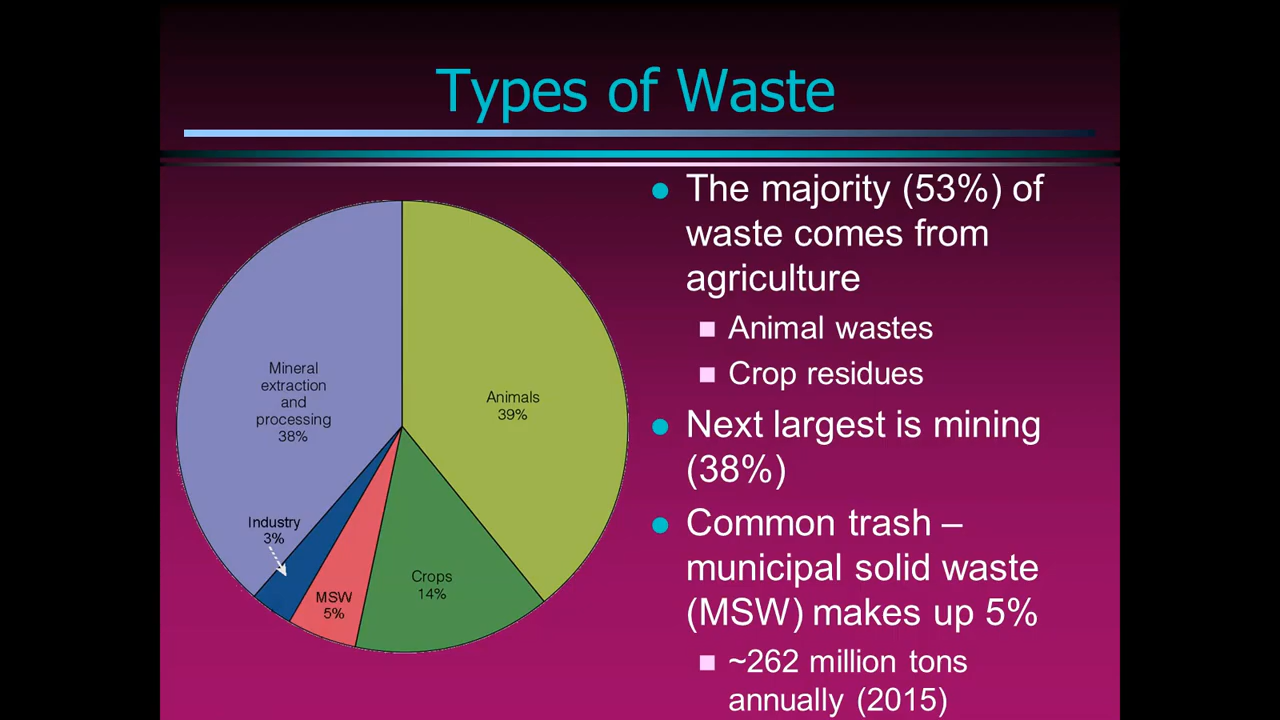 Types of Waste
The majority (53%) of
waste comes from
agriculture
Animal wastes
Crop residues
Next largest is mining
(38%)
Common trash –
municipal solid waste
(MSW) makes up 5%
~262 million tons
annually (2015)
Mineral
extraction
and
processing
38%
Animals
39%
Industry
3%
MSW
5%
Crops
14%